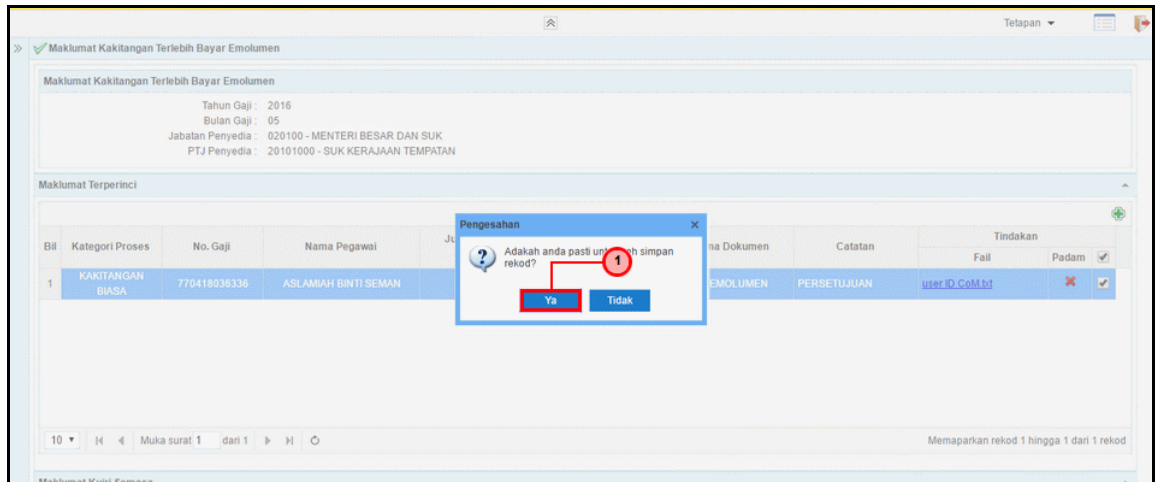 Tetapan
Maklumat Kakitangan Terlebih Bayar Emolumen
Maklumat Kakitangan Terlebih Bayar Emolumen
Tahun Gaji : 2016
Bulan Gaji : 05
Jabatan Penyedia : 020100 - MENTERI BESAR DAN SUK
PTJ Penyedia : 20101000 - SUK KERAJAAN TEMPATAN
Maklumat Terperinci
Bil Kategori Proses No. Gaji Nama Pegawai Dokumen Catatan Tindakan
Fail Padam
1 KAKITANGAN BIASA 770418036336 ASLAMIAH BINTI SEMAN EMOLUMEN PERSETUJUAN user ID.CoM.txt
Pengesahan
Adakah anda pasti simpan
rekod?
1
Ya Tidak
10 Muka surat 1 dari 1 Memaparkan rekod 1 hingga 1 dari 1 rekod